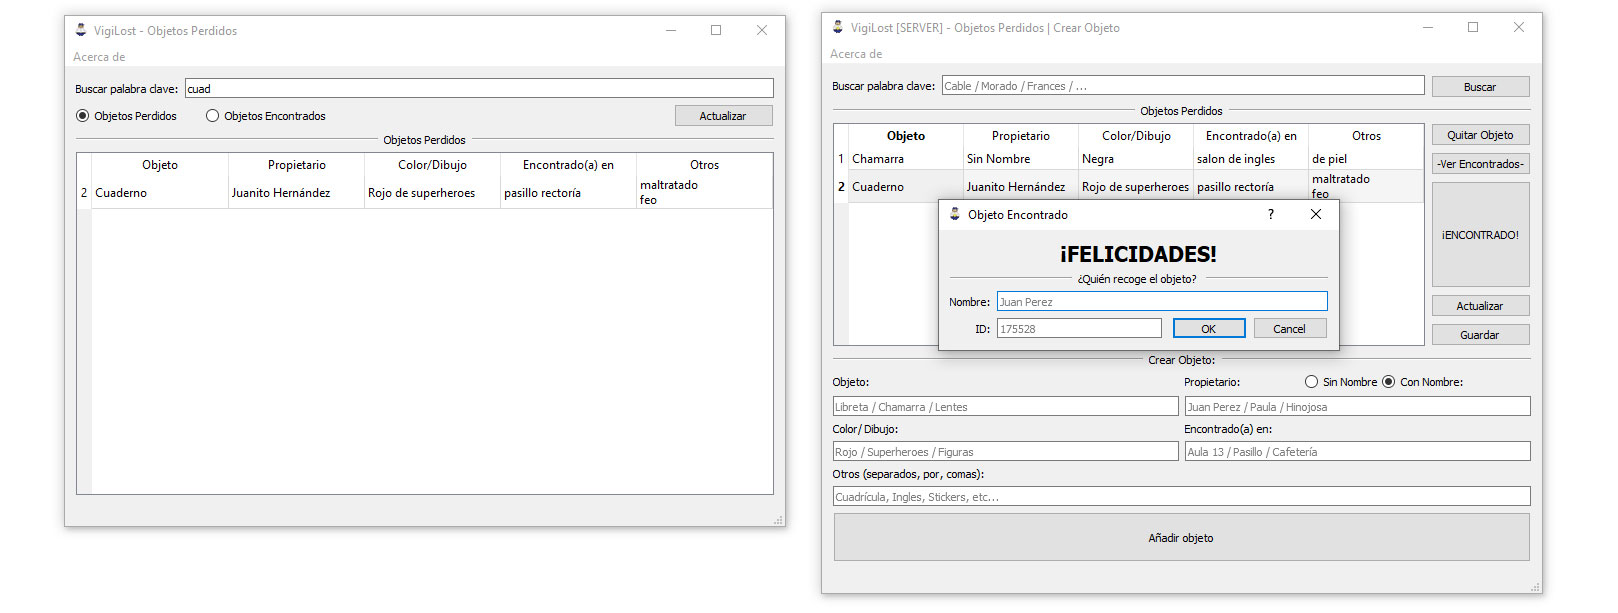 VigiLost - Objetos Perdidos
Acerca de
Buscar palabra clave: cuad
Objetos Perdidos Objetos Encontrados Actualizar
Objetos Perdidos
Objeto Propietario Color/Dibujo Encontrado(a) en Otros
2 Cuaderno Juanito Hernández Rojo de superheroes pasillo rectoría maltratado
feo
VigiLost [SERVER] - Objetos Perdidos | Crear Objeto
Acerca de
Buscar palabra clave: Cable / Morado / Frances / ... Buscar
Objetos Perdidos
Objeto Propietario Color/Dibujo Encontrado(a) en Otros Quitar Objeto
1 Chamarra Sin Nombre Negra salon de ingles de piel -Ver Encontrados-
2 Cuaderno Juanito Hernández Rojo de superheroes pasillo rectoría maltratado
feo
¡ENCONTRADO!
Actualizar
Guardar
Objeto Encontrado ?
¡FELICIDADES!
¿Quién recoge el objeto?
Nombre: Juan Perez
ID: 175528 OK Cancel
Crear Objeto:
Objeto: Propietario: Sin Nombre Con Nombre:
Libreta / Chamarra / Lentes Juan Perez / Paula / Hinojosa
Color/ Dibujo: Encontrado(a) en:
Rojo / Superheroes / Figuras Aula 13 / Pasillo / Cafetería
Otros (separados, por, comas):
Cuadrícula, Ingles, Stickers, etc...
Añadir objeto